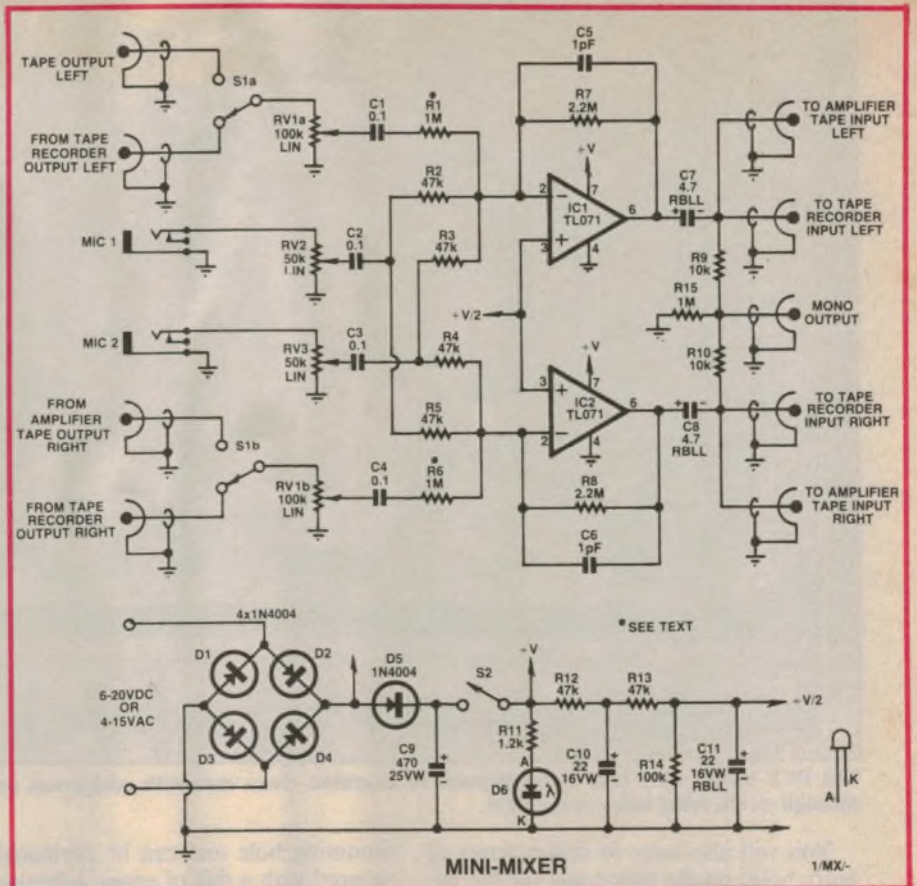 TAPE OUTPUT
LEFT
S1a
FROM TAPE
RECORDER
OUTPUT LEFT
RV1a
100k
LIN
C1
0.1
*
R1
1M
R2
47k
MIC 1
RV2
50k
LIN
C2
0.1
R3
47k
MIC 2
RV3
50k
LIN
C3
0.1
R4
47k
FROM
AMPLIFIER
TAPE OUTPUT
RIGHT
S1b
R5
47k
FROM TAPE
RECORDER
OUTPUT RIGHT
RV1b
100k
LIN
C4
0.1
*
R6
1M
C5
1pF
R7
2.2M
+V
2
7
IC1
TL071
6
3
4
+V/2
+V
3
7
IC2
TL071
6
2
4
R8
2.2M
C6
1pF
C7
4.7
RBLL
R9
10k
R15
1M
R10
10k
C8
4.7
RBLL
TO AMPLIFIER
TAPE INPUT
LEFT
TO TAPE
RECORDER
INPUT LEFT
MONO
OUTPUT
TO TAPE
RECORDER
INPUT RIGHT
TO AMPLIFIER
TAPE INPUT
RIGHT
4x1N4004
D1
D2
D3
D4
6-20VDC
OR
4-15VAC
D5
1N4004
S2
C9
470
25VW
+V
R11
1.2k
A
D6
λ
K
R12
47k
R13
47k
C10
22
16VW
R14
100k
C11
22
16VW
RBLL
+V/2
K
A
*SEE TEXT
MINI-MIXER
1/MX/-